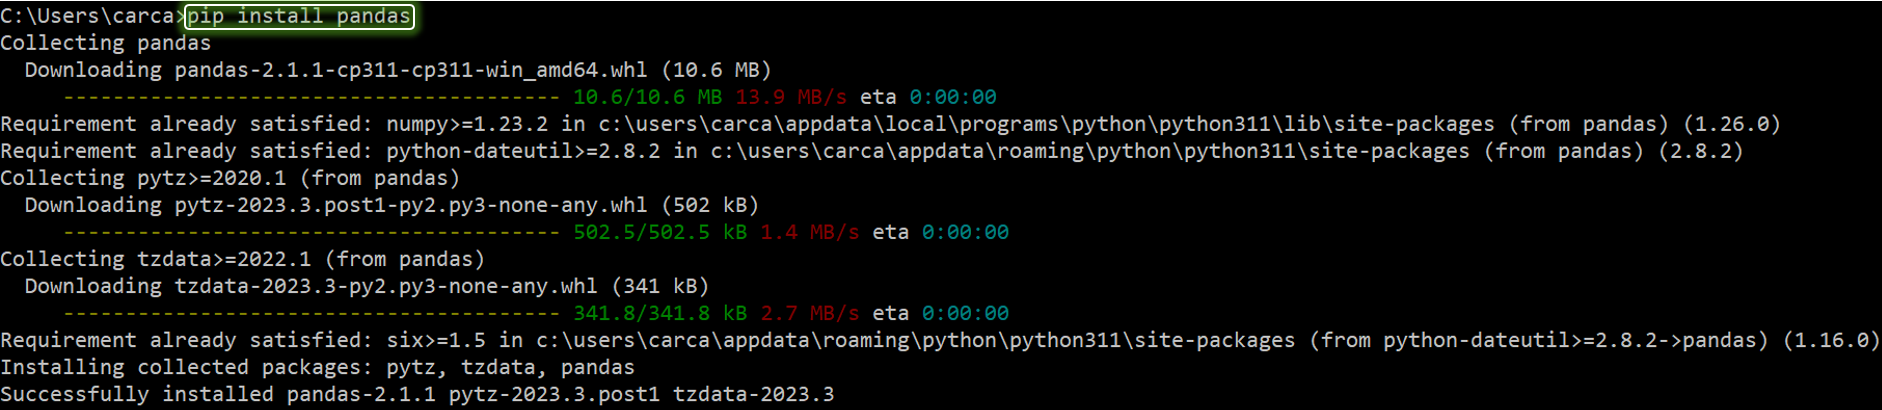 C:\Users\carca>pip install pandas
Collecting pandas
  Downloading pandas-2.1.1-cp311-cp311-win_amd64.whl (10.6 MB)
     ---------------------------------------- 10.6/10.6 MB 13.9 MB/s eta 0:00:00
Requirement already satisfied: numpy>=1.23.2 in c:\users\carca\appdata\local\programs\python\python311\lib\site-packages (from pandas) (1.26.0)
Requirement already satisfied: python-dateutil>=2.8.2 in c:\users\carca\appdata\roaming\python\python311\site-packages (from pandas) (2.8.2)
Collecting pytz>=2020.1 (from pandas)
  Downloading pytz-2023.3.post1-py2.py3-none-any.whl (502 kB)
     ---------------------------------------- 502.5/502.5 kB 1.4 MB/s eta 0:00:00
Collecting tzdata>=2022.1 (from pandas)
  Downloading tzdata-2023.3-py2.py3-none-any.whl (341 kB)
     ---------------------------------------- 341.8/341.8 kB 2.7 MB/s eta 0:00:00
Requirement already satisfied: six>=1.5 in c:\users\carca\appdata\roaming\python\python311\site-packages (from python-dateutil>=2.8.2->pandas) (1.16.0)
Installing collected packages: pytz, tzdata, pandas
Successfully installed pandas-2.1.1 pytz-2023.3.post1 tzdata-2023.3